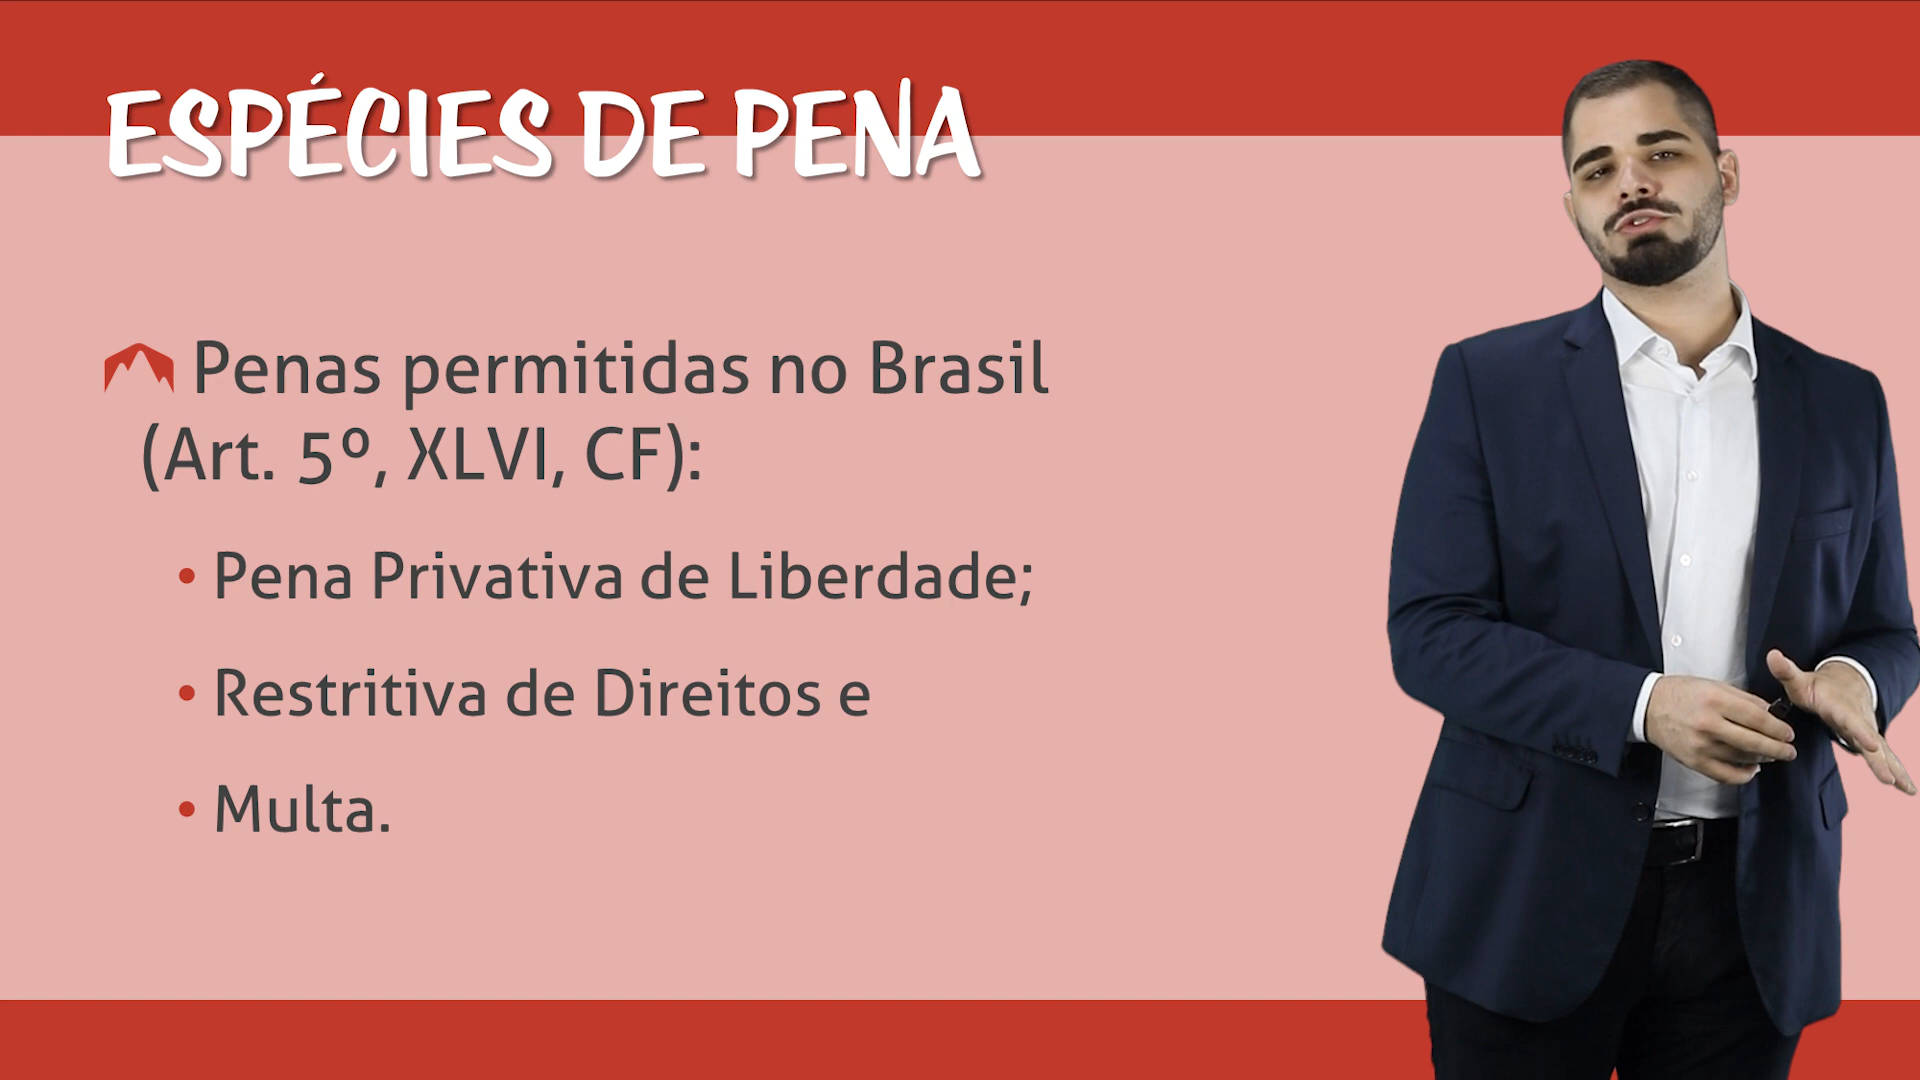 ESPÉCIES DE PENA
Penas permitidas no Brasil
(Art. 5º, XLVI, CF):
• Pena Privativa de Liberdade;
• Restritiva de Direitos e
• Multa.